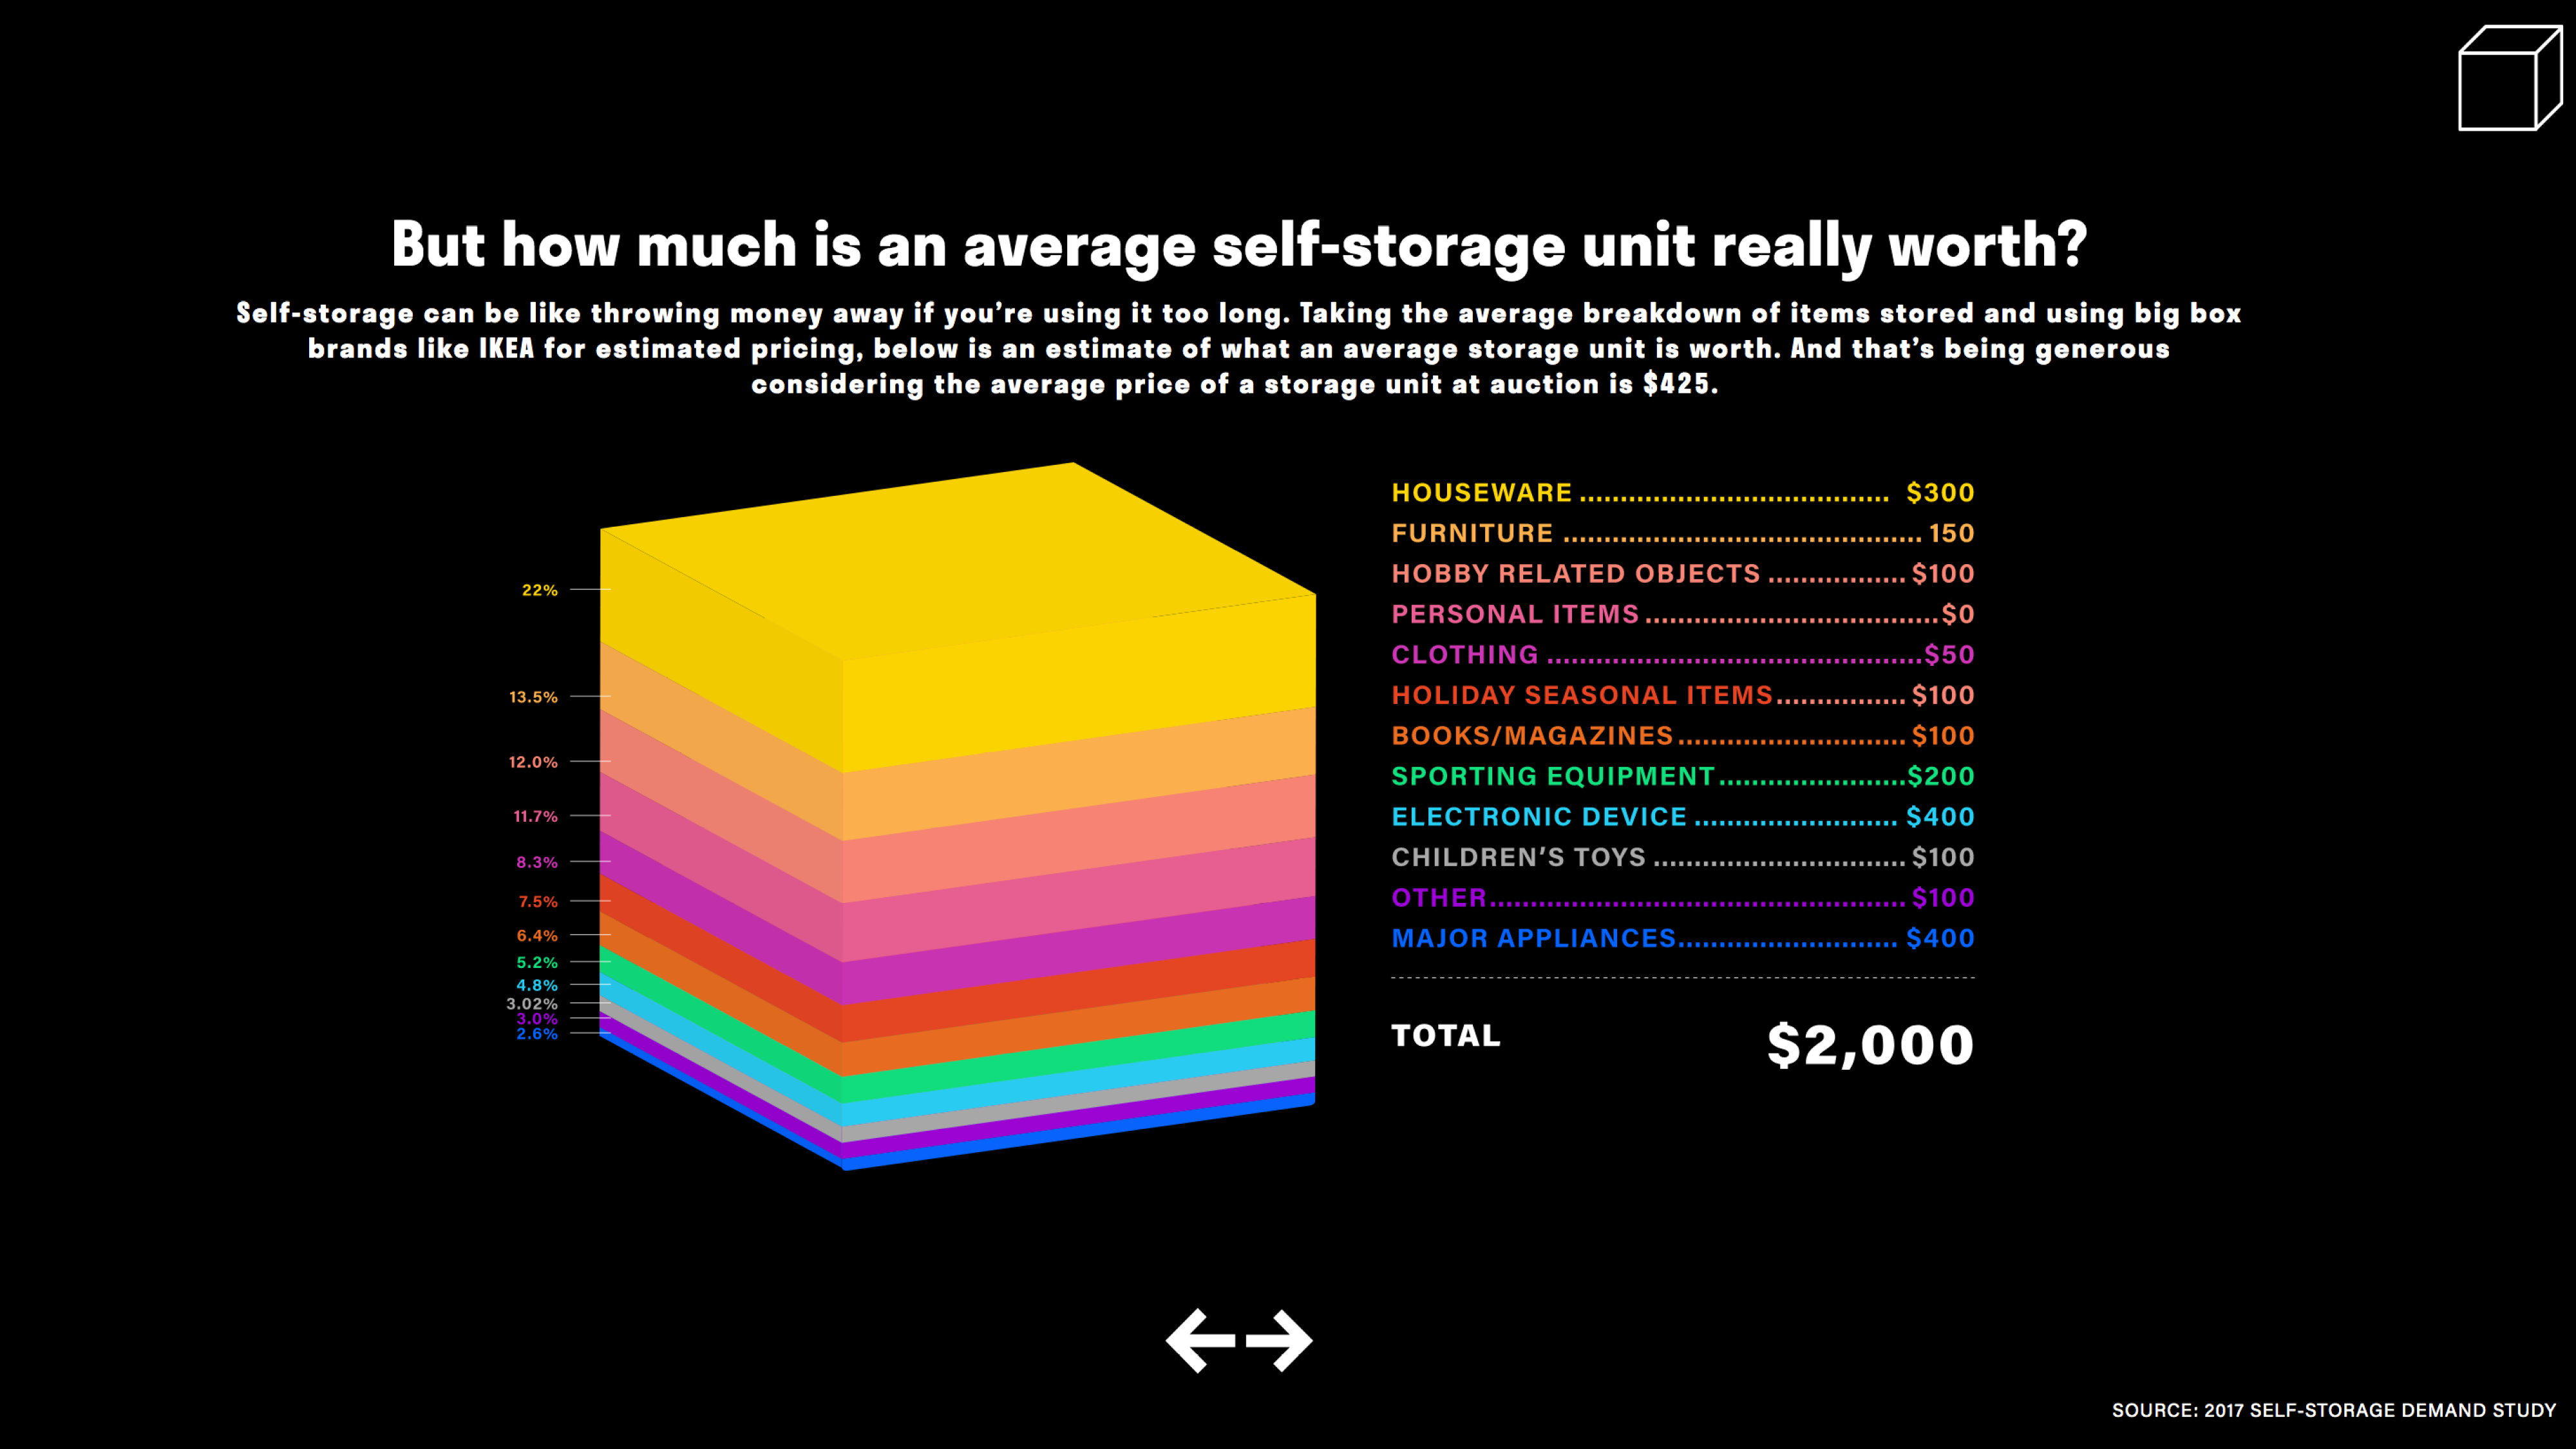 But how much is an average self-storage unit really worth?
Self-storage can be like throwing money away if you’re using it too long. Taking the average breakdown of items stored and using big box
brands like IKEA for estimated pricing, below is an estimate of what an average storage unit is worth. And that’s being generous
considering the average price of a storage unit at auction is $425.
22%
13.5%
12.0%
11.7%
8.3%
7.5%
6.4%
5.2%
4.8%
3.02%
3.0%
2.6%
HOUSEWARE ...................................... $300
FURNITURE ............................................ 150
HOBBY RELATED OBJECTS ................. $100
PERSONAL ITEMS ....................................$0
CLOTHING ..............................................$50
HOLIDAY SEASONAL ITEMS................ $100
BOOKS/MAGAZINES............................ $100
SPORTING EQUIPMENT.......................$200
ELECTRONIC DEVICE ......................... $400
CHILDREN’S TOYS ............................... $100
OTHER................................................... $100
MAJOR APPLIANCES........................... $400
TOTAL $2,000
SOURCE: 2017 SELF-STORAGE DEMAND STUDY